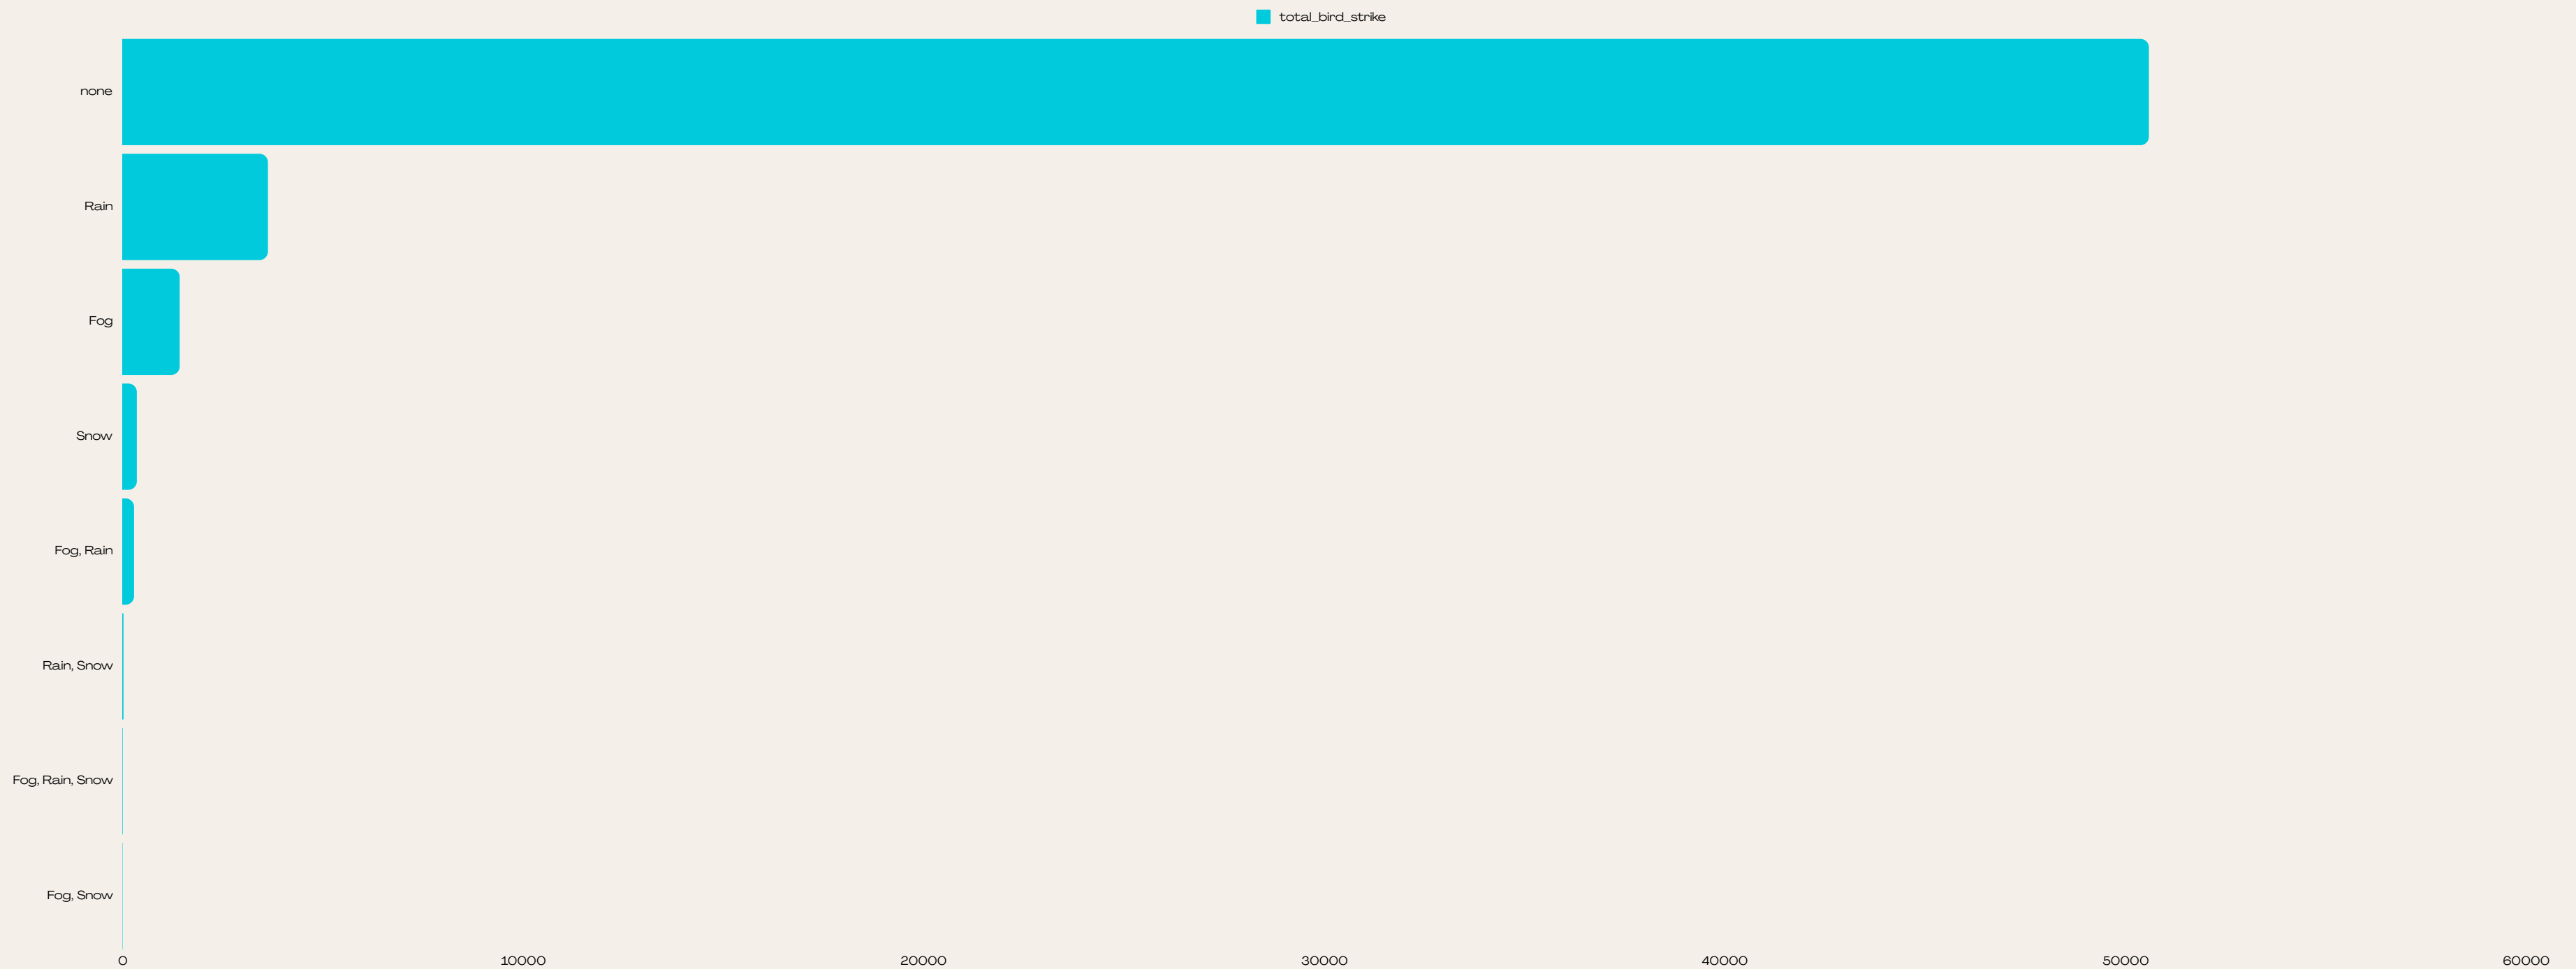 total_bird_strike
none
Rain
Fog
Snow
Fog, Rain
Rain, Snow
Fog, Rain, Snow
Fog, Snow
0 10000 20000 30000 40000 50000 60000